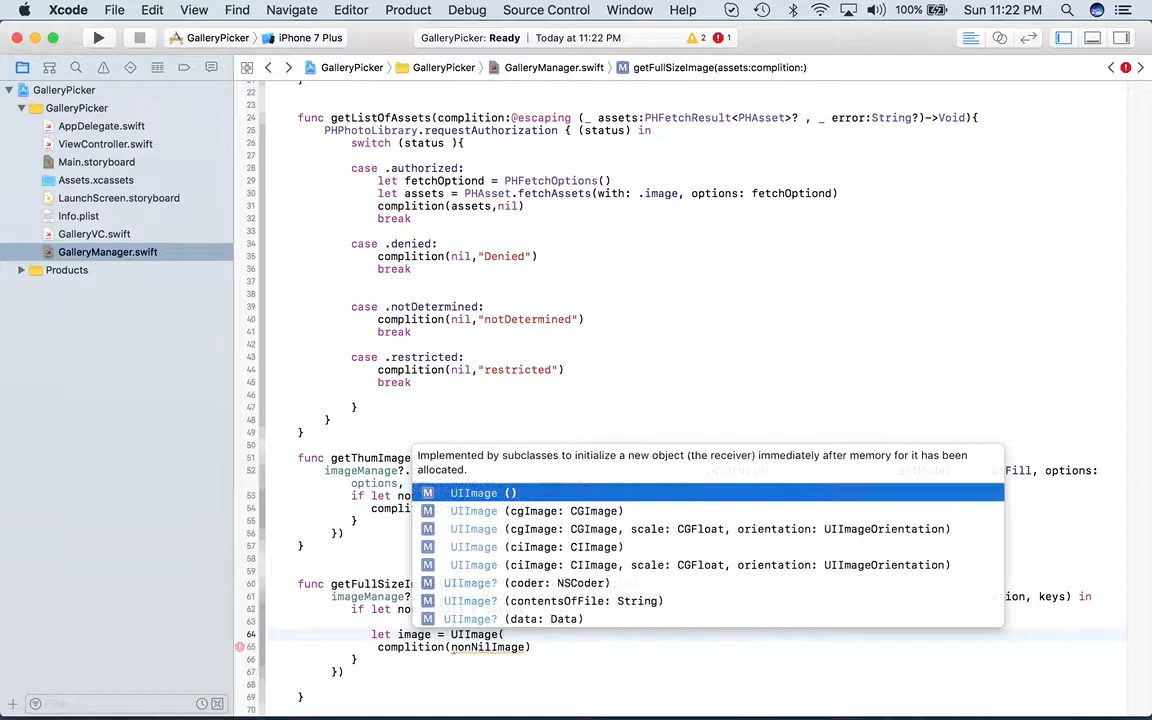 Xcode File Edit View Find Navigate Editor Product Debug Source Control Window Help 100% Sun 11:22 PM
GalleryPicker iPhone 7 Plus GalleryPicker: Ready Today at 11:22 PM 2 1
GalleryPicker GalleryPicker GalleryManager.swift getFullSizeImage(assets:complition:)
GalleryPicker
GalleryPicker
AppDelegate.swift
ViewController.swift
Main.storyboard
Assets.xcassets
LaunchScreen.storyboard
Info.plist
GalleryVC.swift
GalleryManager.swift
Products
22
23
24 func getListOfAssets(complition:@escaping (_ assets:PHFetchResult<PHAsset>? , _ error:String?)->Void){
25 PHPhotoLibrary.requestAuthorization { (status) in
26 switch (status ){
27
28 case .authorized:
29 let fetchOptiond = PHFetchOptions()
30 let assets = PHAsset.fetchAssets(with: .image, options: fetchOptiond)
31 complition(assets,nil)
32 break
33
34 case .denied:
35 complition(nil,"Denied")
36 break
37
38
39 case .notDetermined:
40 complition(nil,"notDetermined")
41 break
42
43 case .restricted:
44 complition(nil,"restricted")
45 break
46
47 }
48 }
49 }
50
51 func getThumImage
52 imageManage?. ptFill, options:
options,
53 if let no
54 compli
55 }
56 })
57 }
58
59
60 func getFullSizeIm
61 imageManage?. ion, keys) in
62 if let no
63
64 let image = UIImage(
65 complition(nonNilImage)
66 }
67 })
68
69 }
70
Implemented by subclasses to initialize a new object (the receiver) immediately after memory for it has been
allocated.
M UIImage ()
M UIImage (cgImage: CGImage)
M UIImage (cgImage: CGImage, scale: CGFloat, orientation: UIImageOrientation)
M UIImage (ciImage: CIImage)
M UIImage (ciImage: CIImage, scale: CGFloat, orientation: UIImageOrientation)
M UIImage? (coder: NSCoder)
M UIImage? (contentsOfFile: String)
M UIImage? (data: Data)
Filter